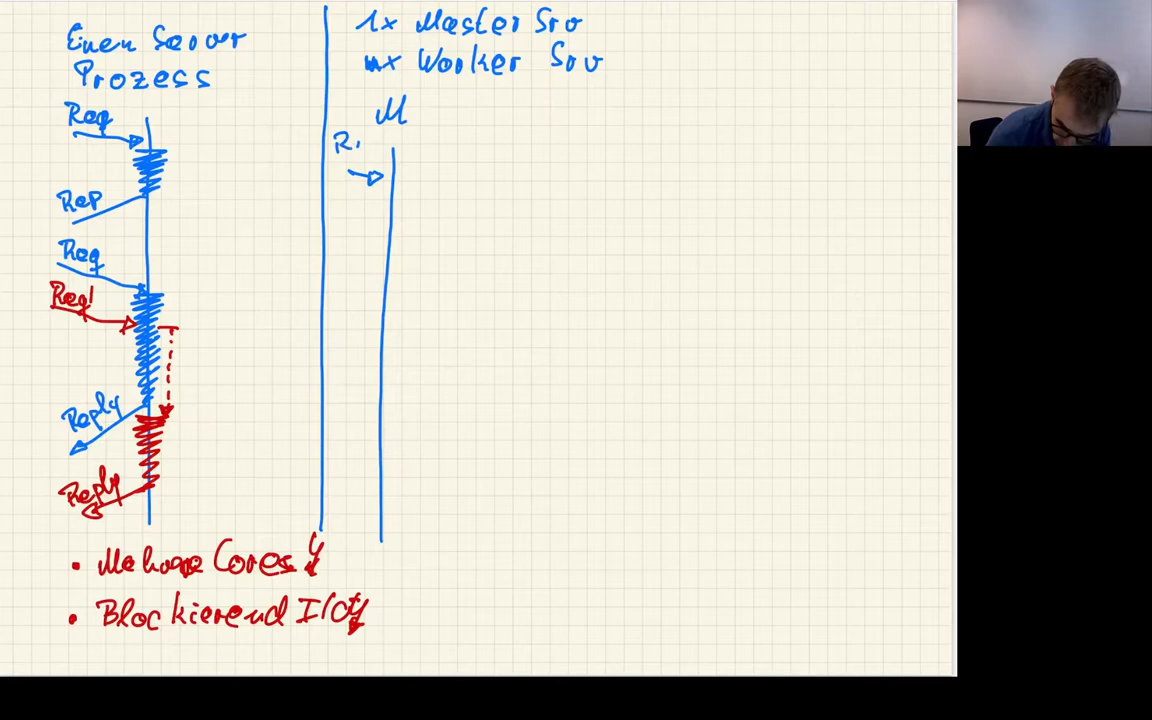 Einen Server
Prozess
Req
Rep
Req
Req'
Reply
Reply
• Mehrere Cores
• Blockierend I/O
1x Master Srv
nx Worker Srv
M
R.